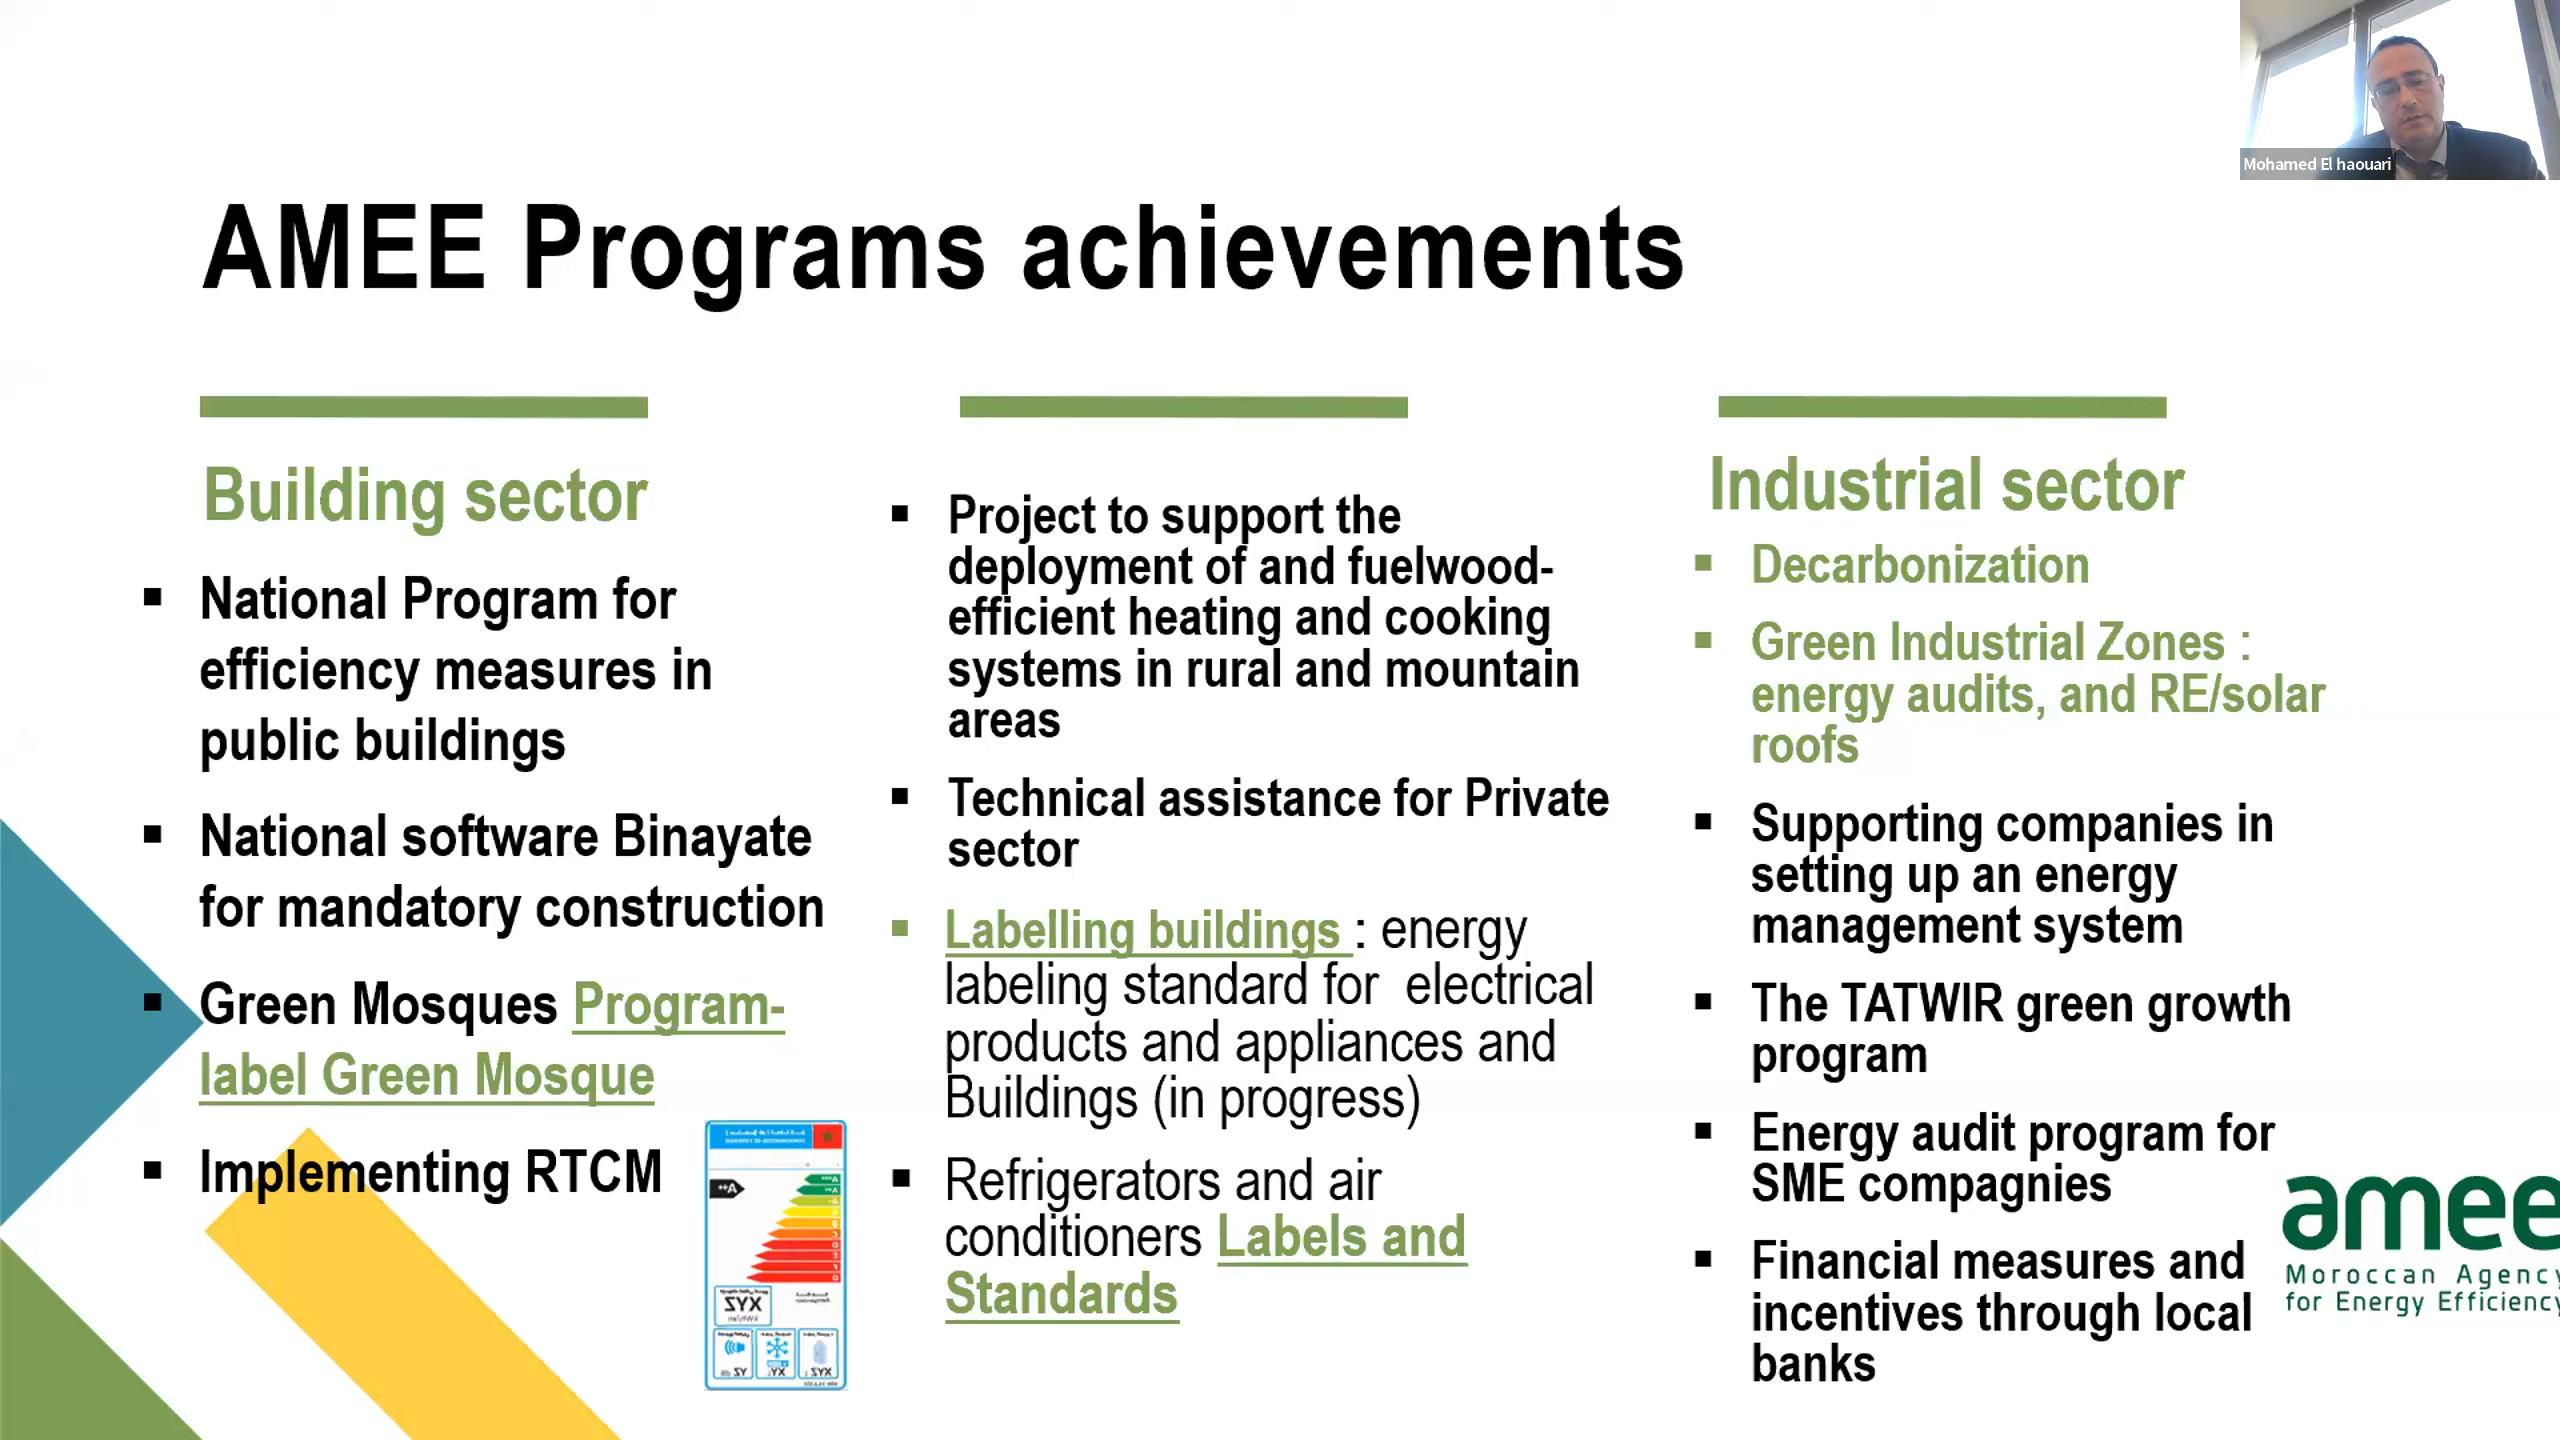 Mohamed El haouari
AMEE Programs achievements
Building sector
▪ National Program for
efficiency measures in
public buildings
▪ National software Binayate
for mandatory construction
▪ Green Mosques Program-
label Green Mosque
▪ Implementing RTCM
▪ Project to support the
deployment of and fuelwood-
efficient heating and cooking
systems in rural and mountain
areas
▪ Technical assistance for Private
sector
▪ Labelling buildings : energy
labeling standard for electrical
products and appliances and
Buildings (in progress)
▪ Refrigerators and air
conditioners Labels and
Standards
Industrial sector
▪ Decarbonization
▪ Green Industrial Zones :
energy audits, and RE/solar
roofs
▪ Supporting companies in
setting up an energy
management system
▪ The TATWIR green growth
program
▪ Energy audit program for
SME compagnies
▪ Financial measures and
incentives through local
banks
A++
XYZ
YZ
XY
XYZ
amee
Moroccan Agency
for Energy Efficiency